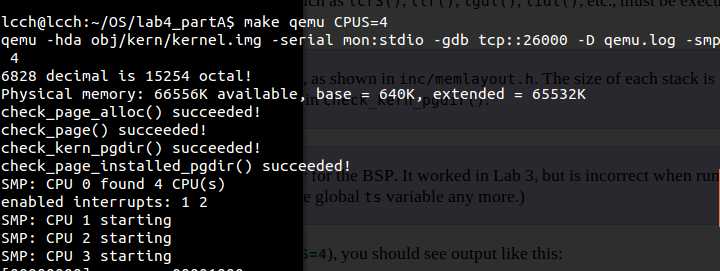 such as lcr3(), ltr(), lgdt(), lidt(), etc., must be exec
lcch@lcch:~/OS/lab4_partA$ make qemu CPUS=4
qemu -hda obj/kern/kernel.img -serial mon:stdio -gdb tcp::26000 -D qemu.log -smp
4
6828 decimal is 15254 octal!
, as shown in inc/memlayout.h. The size of each stack is
Physical memory: 66556K available, base = 640K, extended = 65532K
in check_kern_pgdir().
check_page_alloc() succeeded!
check_page() succeeded!
check_kern_pgdir() succeeded!
check_page_installed_pgdir() succeeded!
for the BSP. It worked in Lab 3, but is incorrect when run
SMP: CPU 0 found 4 CPU(s)
e global ts variable any more.)
enabled interrupts: 1 2
SMP: CPU 1 starting
SMP: CPU 2 starting
SMP: CPU 3 starting
S=4), you should see output like this: